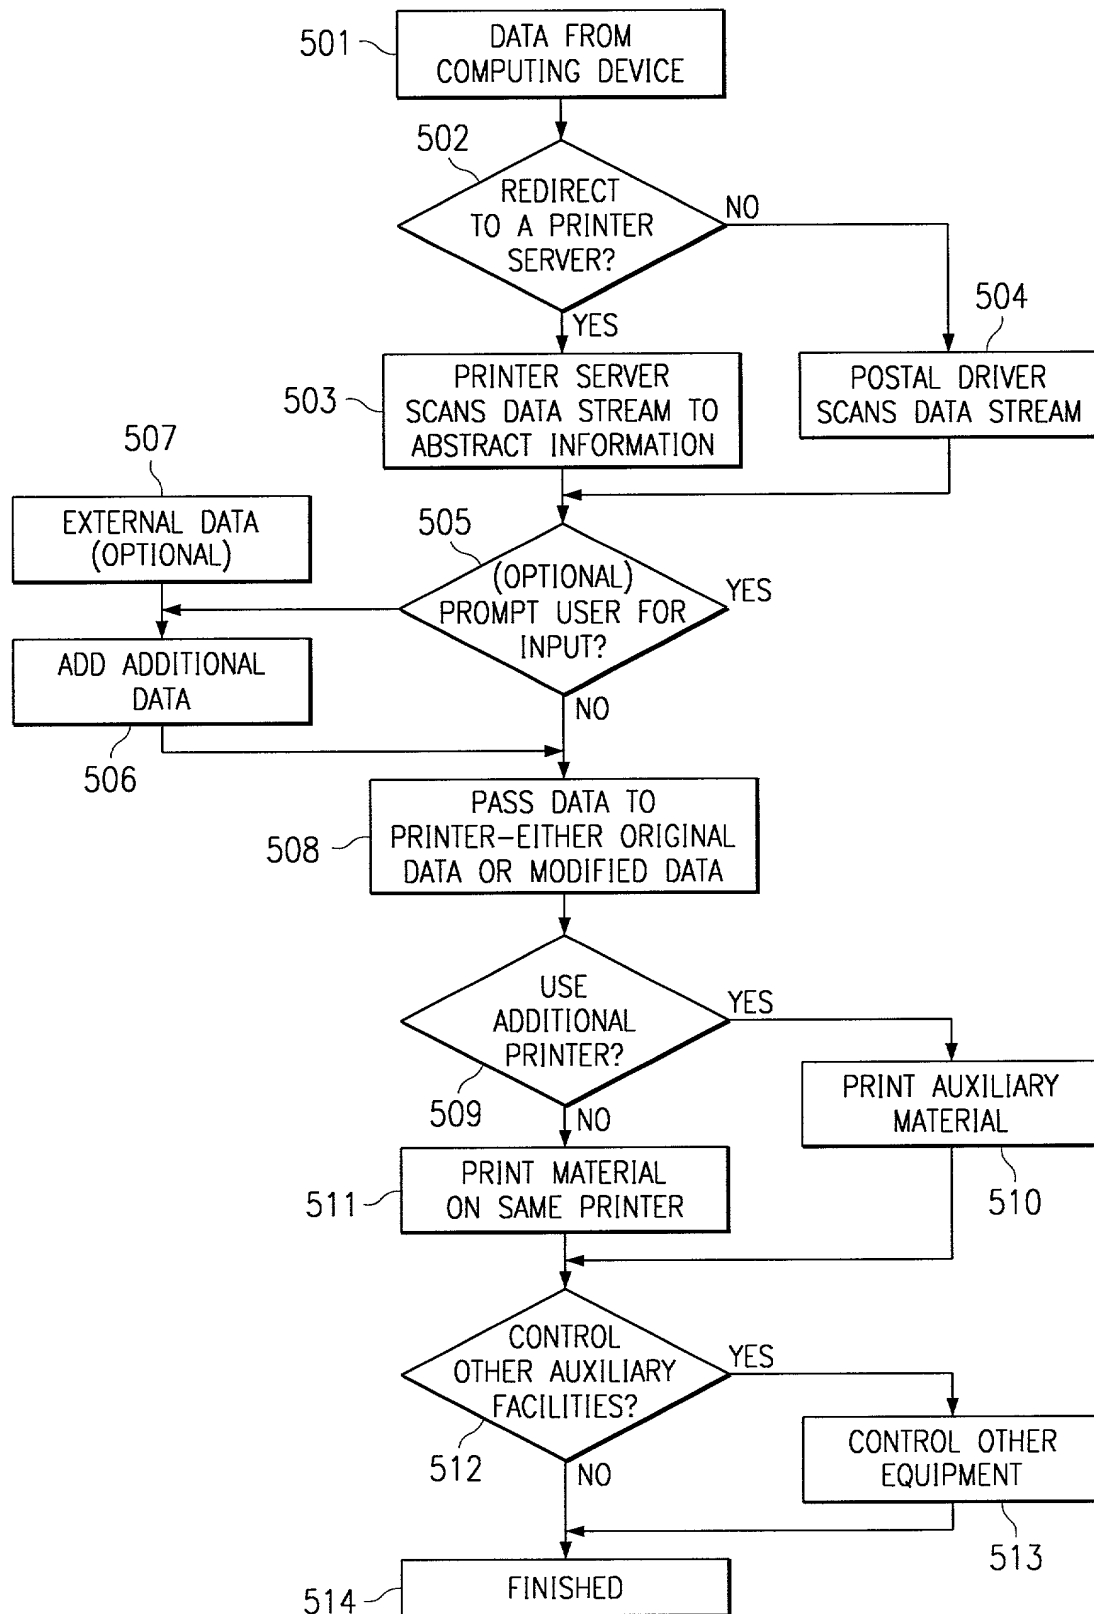 501
DATA FROM
COMPUTING DEVICE
502
REDIRECT
TO A PRINTER
SERVER?
NO
YES
503
PRINTER SERVER
SCANS DATA STREAM TO
ABSTRACT INFORMATION
504
POSTAL DRIVER
SCANS DATA STREAM
507
EXTERNAL DATA
(OPTIONAL)
505
(OPTIONAL)
PROMPT USER FOR
INPUT?
YES
NO
ADD ADDITIONAL
DATA
506
508
PASS DATA TO
PRINTER–EITHER ORIGINAL
DATA OR MODIFIED DATA
USE
ADDITIONAL
PRINTER?
509
YES
NO
PRINT AUXILIARY
MATERIAL
510
511
PRINT MATERIAL
ON SAME PRINTER
CONTROL
OTHER AUXILIARY
FACILITIES?
512
YES
NO
CONTROL OTHER
EQUIPMENT
513
514
FINISHED